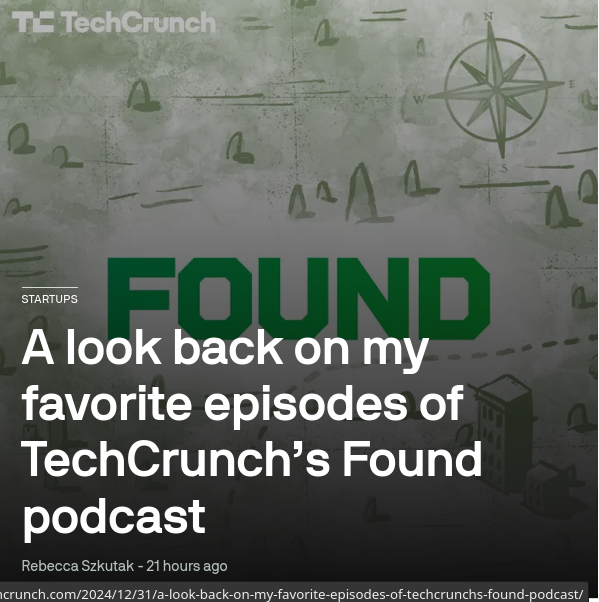 TechCrunch
N
W
E
S
FOUND
STARTUPS
A look back on my
favorite episodes of
TechCrunch’s Found
podcast
Rebecca Szkutak - 21 hours ago
hcrunch.com/2024/12/31/a-look-back-on-my-favorite-episodes-of-techcrunchs-found-podcast/